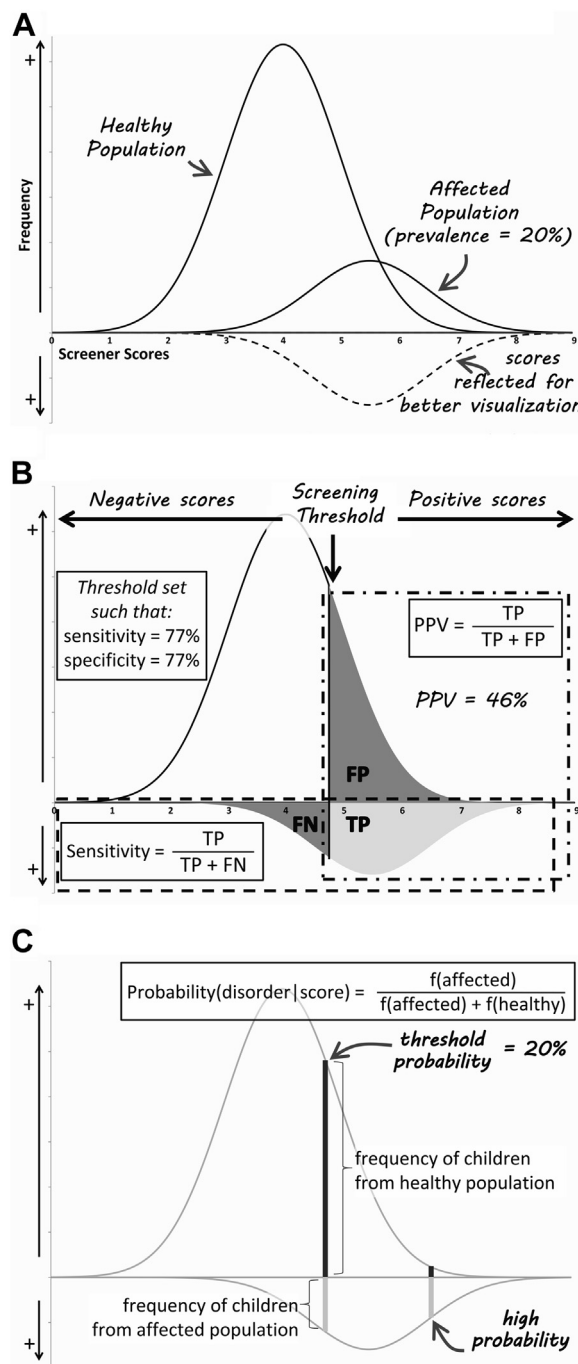 A
+
Healthy
Population
Affected
Population
(prevalence = 20%)
Frequency
0 1 2 3 4 5 6 7 8 9
Screener Scores
scores
reflected for
better visualization
+
B
Negative scores
Screening
Threshold
Positive scores
+
Threshold set
such that:
sensitivity = 77%
specificity = 77%
PPV = TP
TP + FP
PPV = 46%
FP
0 1 2 3 4 5 6 7 8 9
FN TP
Sensitivity = TP
TP + FN
+
C
+
Probability(disorder|score) = f(affected)
f(affected) + f(healthy)
threshold
probability = 20%
frequency of children
from healthy population
frequency of children
from affected population
high
probability
+